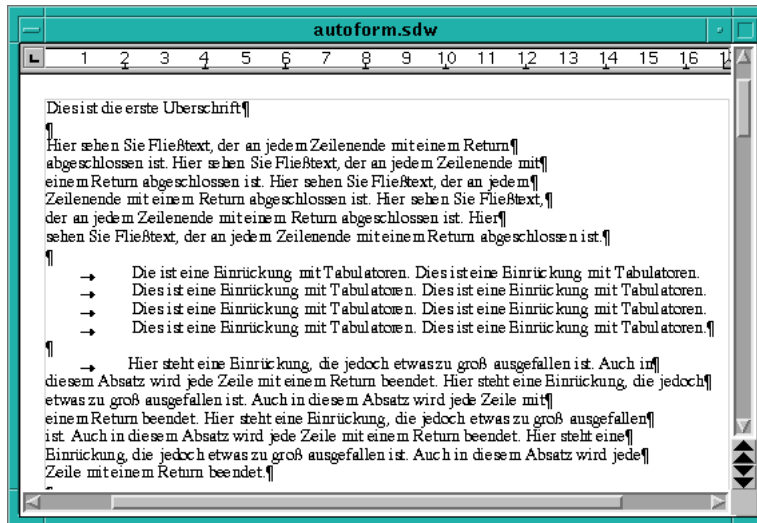 autoform.sdw
1 2 3 4 5 6 7 8 9 10 11 12 13 14 15 16
Dies ist die erste Überschrift¶
¶
Hier sehen Sie Fließtext, der an jedem Zeilenende mit einem Return¶
abgeschlossen ist. Hier sehen Sie Fließtext, der an jedem Zeilenende mit¶
einem Return abgeschlossen ist. Hier sehen Sie Fließtext, der an jedem¶
Zeilenende mit einem Return abgeschlossen ist. Hier sehen Sie Fließtext,¶
der an jedem Zeilenende mit einem Return abgeschlossen ist. Hier¶
sehen Sie Fließtext, der an jedem Zeilenende mit einem Return abgeschlossen ist.¶
¶
→ Die ist eine Einrückung mit Tabulatoren. Dies ist eine Einrückung mit Tabulatoren.
→ Dies ist eine Einrückung mit Tabulatoren. Dies ist eine Einrückung mit Tabulatoren.
→ Dies ist eine Einrückung mit Tabulatoren. Dies ist eine Einrückung mit Tabulatoren.
→ Dies ist eine Einrückung mit Tabulatoren. Dies ist eine Einrückung mit Tabulatoren.¶
¶
→ Hier steht eine Einrückung, die jedoch etwas zu groß ausgefallen ist. Auch in¶
diesem Absatz wird jede Zeile mit einem Return beendet. Hier steht eine Einrückung, die jedoch¶
etwas zu groß ausgefallen ist. Auch in diesem Absatz wird jede Zeile mit¶
einem Return beendet. Hier steht eine Einrückung, die jedoch etwas zu groß ausgefallen¶
ist. Auch in diesem Absatz wird jede Zeile mit einem Return beendet. Hier steht eine¶
Einrückung, die jedoch etwas zu groß ausgefallen ist. Auch in diesem Absatz wird jede¶
Zeile mit einem Return beendet.¶